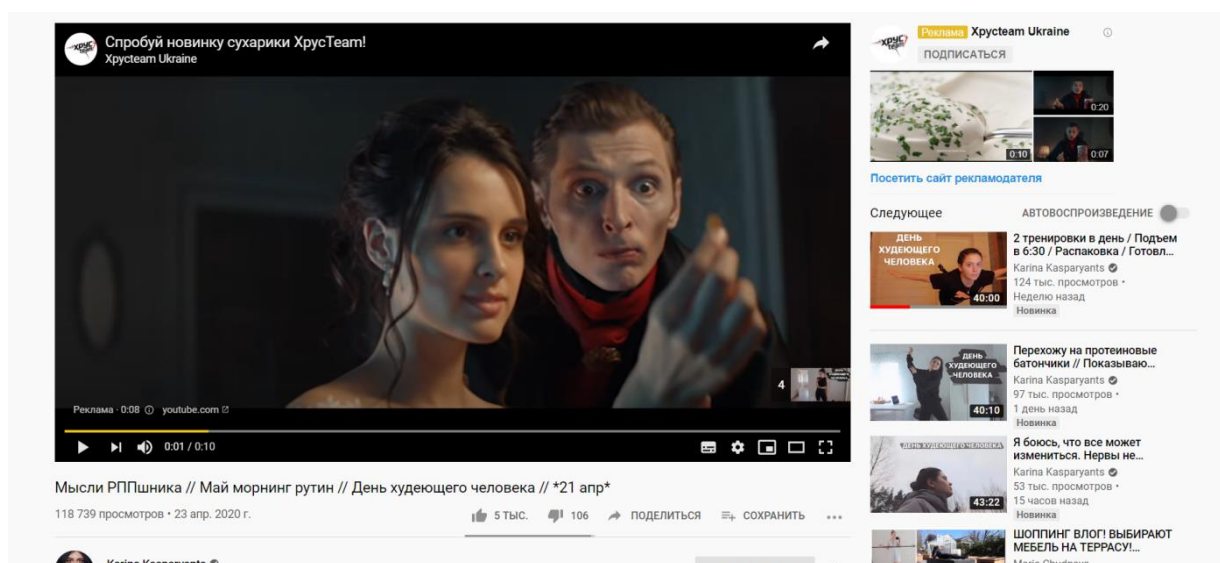 Спробуй новинку сухарики ХрусTeam!
Xpycteam Ukraine
4
Реклама · 0:08 youtube.com
0:01 / 0:10
Мысли РППшника // Май морнинг рутин // День худеющего человека // *21 апр*
118 739 просмотров • 23 апр. 2020 г.
5 ТЫС.
106
ПОДЕЛИТЬСЯ
СОХРАНИТЬ
Karina Kasparyants
ХРУС
team
Реклама Xpycteam Ukraine
ПОДПИСАТЬСЯ
0:10
0:20
0:07
Посетить сайт рекламодателя
Следующее
АВТОВОСПРОИЗВЕДЕНИЕ
ДЕНЬ
ХУДЕЮЩЕГО
ЧЕЛОВЕКА
40:00
2 тренировки в день / Подъем
в 6:30 / Распаковка / Готовл...
Karina Kasparyants
124 тыс. просмотров •
Неделю назад
Новинка
ДЕНЬ
ХУДЕЮЩЕГО
ЧЕЛОВЕКА
40:10
Перехожу на протеиновые
батончики // Показываю...
Karina Kasparyants
97 тыс. просмотров •
1 день назад
Новинка
ДЕНЬ ХУДЕЮЩЕГО ЧЕЛОВЕКА
43:22
Я боюсь, что все может
измениться. Нервы не...
Karina Kasparyants
53 тыс. просмотров •
15 часов назад
Новинка
ШОППИНГ ВЛОГ! ВЫБИРАЮТ
МЕБЕЛЬ НА ТЕРРАСУ!...